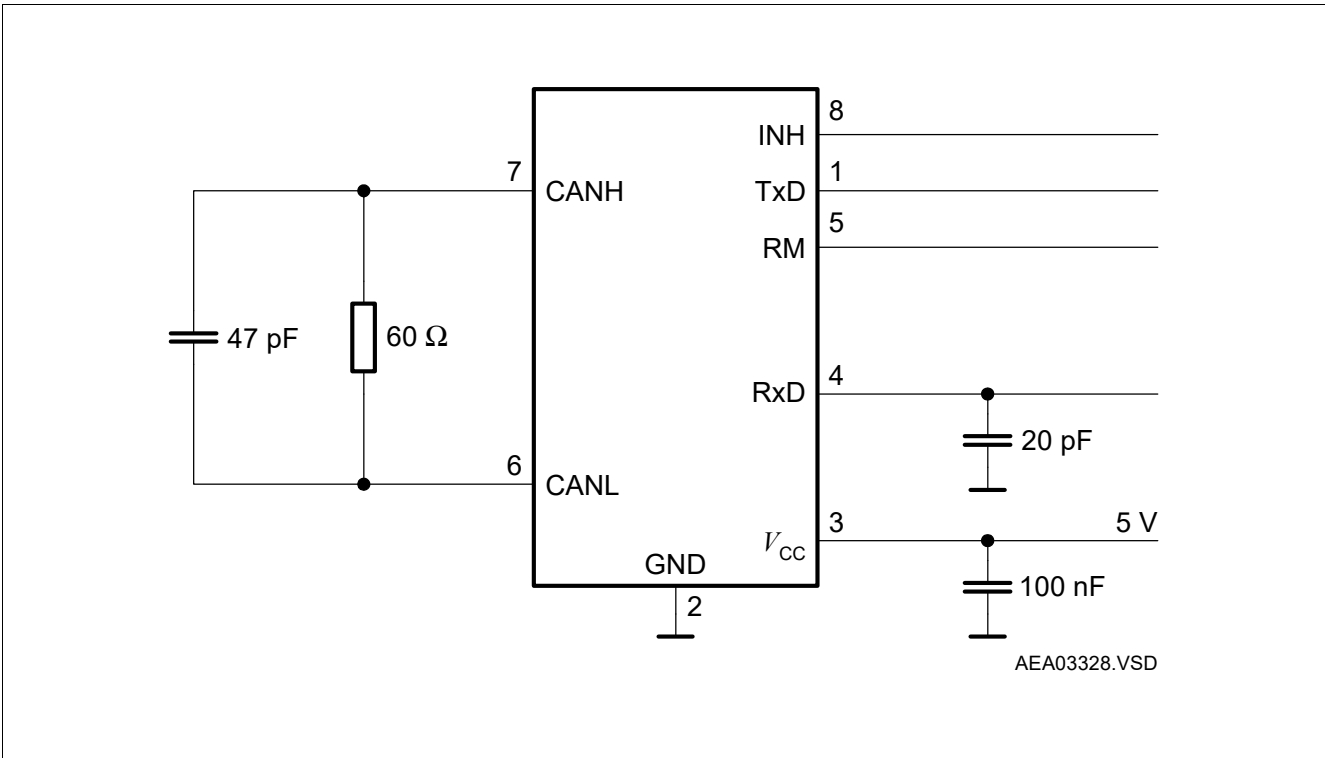 8
INH
7
1
CANH
TxD
5
RM
47 pF
60 Ω
4
RxD
20 pF
6
CANL
3
5 V
VCC
GND
100 nF
2
AEA03328.VSD